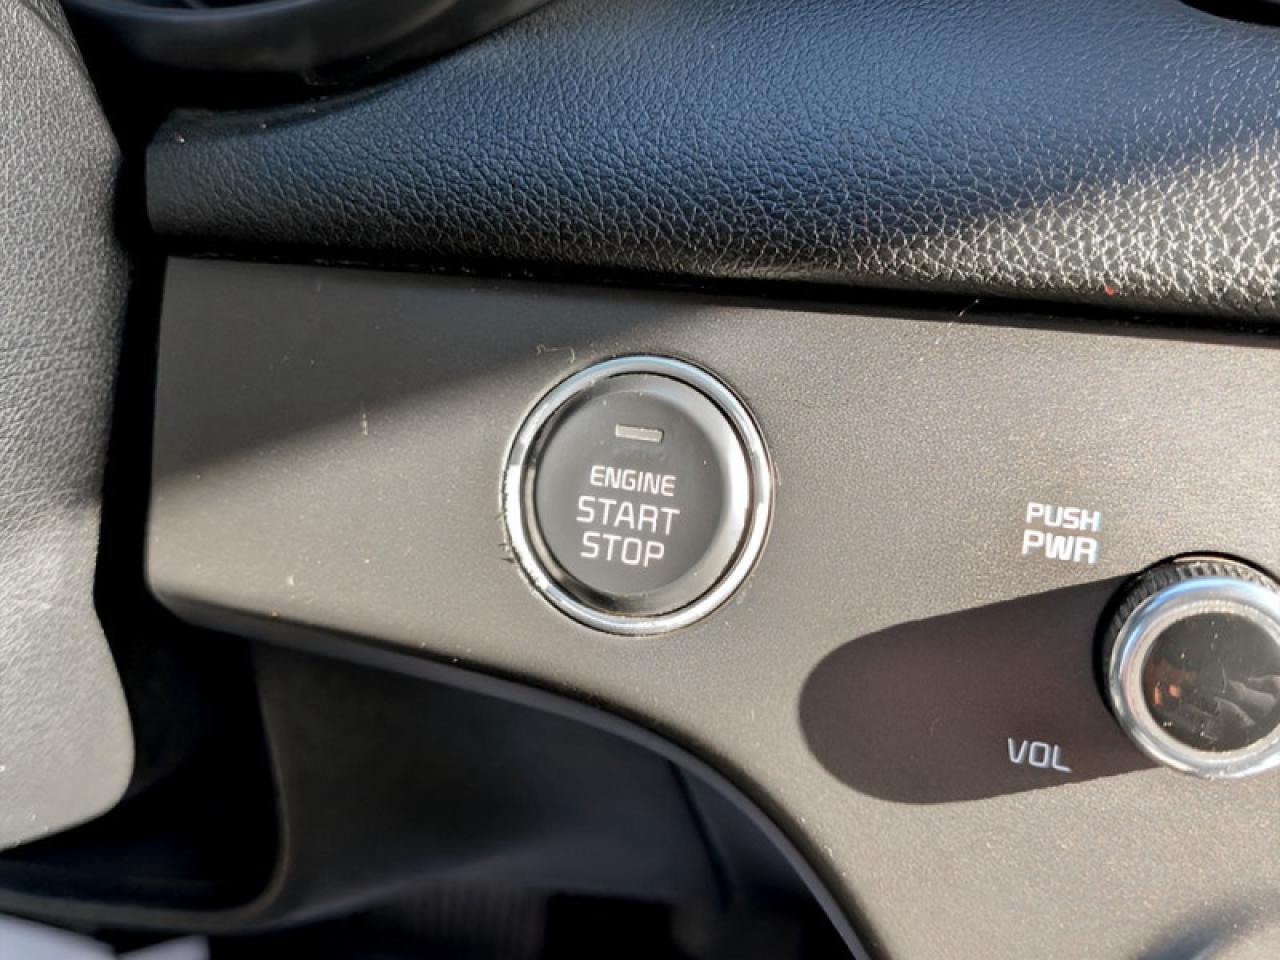 ENGINE
START
STOP
PUSH
PWR
VOL